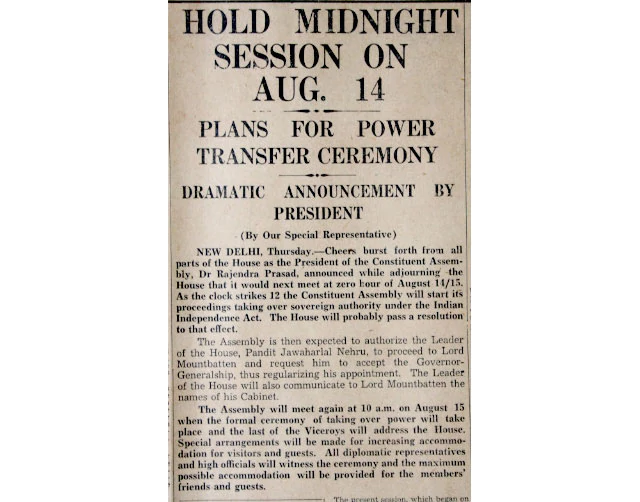 HOLD MIDNIGHT
SESSION ON
AUG. 14
PLANS FOR POWER
TRANSFER CEREMONY
DRAMATIC ANNOUNCEMENT BY
PRESIDENT
(By Our Special Representative)
NEW DELHI, Thursday.—Cheers burst forth from all
parts of the House as the President of the Constituent Assem-
bly, Dr Rajendra Prasad, announced while adjourning the
House that it would next meet at zero hour of August 14/15.
As the clock strikes 12 the Constituent Assembly will start its
proceedings taking over sovereign authority under the Indian
Independence Act. The House will probably pass a resolution
to that effect.
The Assembly is then expected to authorize the Leader
of the House, Pandit Jawaharlal Nehru, to proceed to Lord
Mountbatten and request him to accept the Governor-
Generalship, thus regularizing his appointment. The Leader
of the House will also communicate to Lord Mountbatten the
names of his Cabinet.
The Assembly will meet again at 10 a.m. on August 15
when the formal ceremony of taking over power will take
place and the last of the Viceroys will address the House.
Special arrangements will be made for increasing accommo-
dation for visitors and guests. All diplomatic representatives
and high officials will witness the ceremony and the maximum
possible accommodation will be provided for the members'
friends and guests.
The present session, which began on